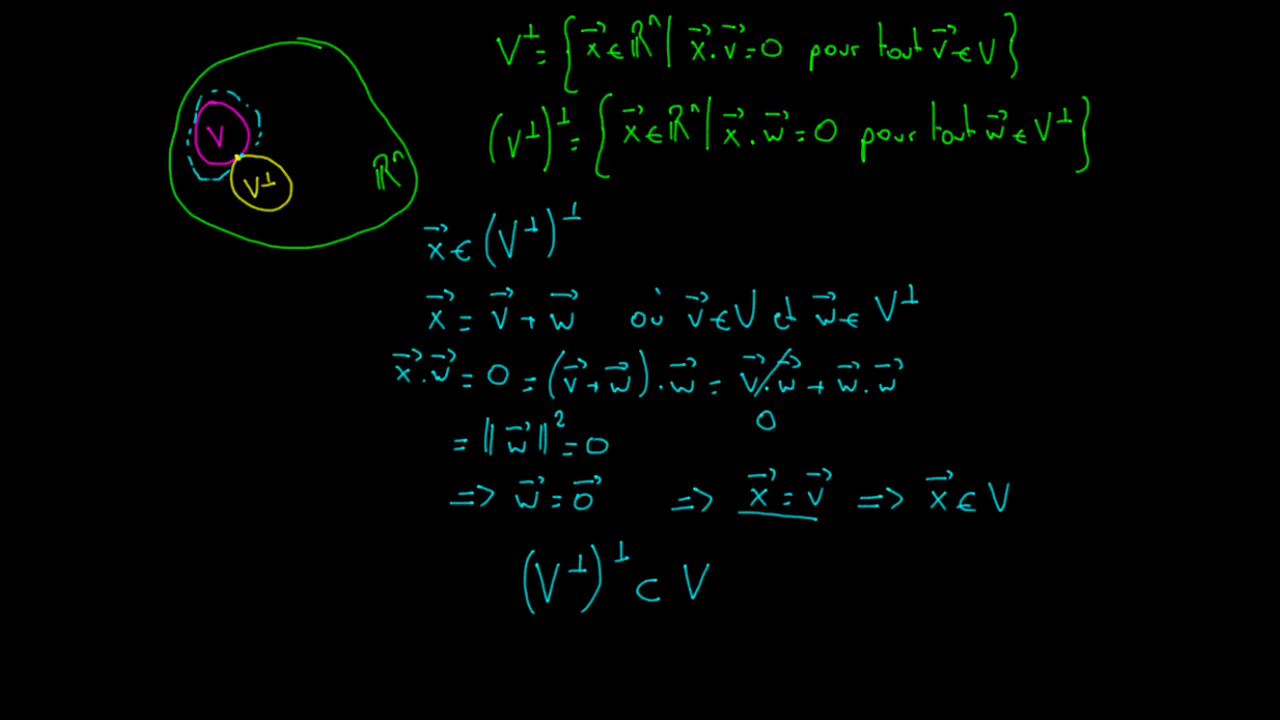 V⊥ = { x⃗ ∈ ℝⁿ | x⃗ . v⃗ = 0 pour tout v⃗ ∈ V }
(V⊥)⊥ = { x⃗ ∈ ℝⁿ | x⃗ . w⃗ = 0 pour tout w⃗ ∈ V⊥ }
V
V⊥
ℝⁿ
x⃗ ∈ (V⊥)⊥
x⃗ = v⃗ + w⃗ où v⃗ ∈ V et w⃗ ∈ V⊥
x⃗ . w⃗ = 0 = (v⃗ + w⃗) . w⃗ = v⃗ . w⃗ + w⃗ . w⃗
0
= ‖ w⃗ ‖² = 0
=> w⃗ = 0⃗ => x⃗ = v⃗ => x⃗ ∈ V
(V⊥)⊥ ⊂ V